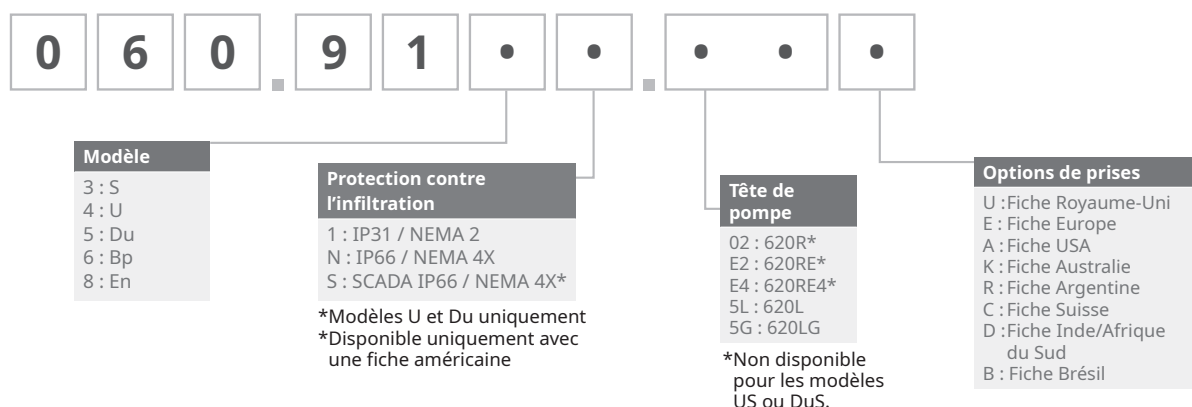 0 6 0 . 9 1 • • . • • •
Modèle
3 : S
4 : U
5 : Du
6 : Bp
8 : En
Protection contre
l’infiltration
1 : IP31 / NEMA 2
N : IP66 / NEMA 4X
S : SCADA IP66 / NEMA 4X*
*Modèles U et Du uniquement
*Disponible uniquement avec
une fiche américaine
Tête de
pompe
02 : 620R*
E2 : 620RE*
E4 : 620RE4*
5L : 620L
5G : 620LG
*Non disponible
pour les modèles
US ou DuS.
Options de prises
U :Fiche Royaume-Uni
E : Fiche Europe
A : Fiche USA
K : Fiche Australie
R : Fiche Argentine
C : Fiche Suisse
D :Fiche Inde/Afrique
du Sud
B : Fiche Brésil